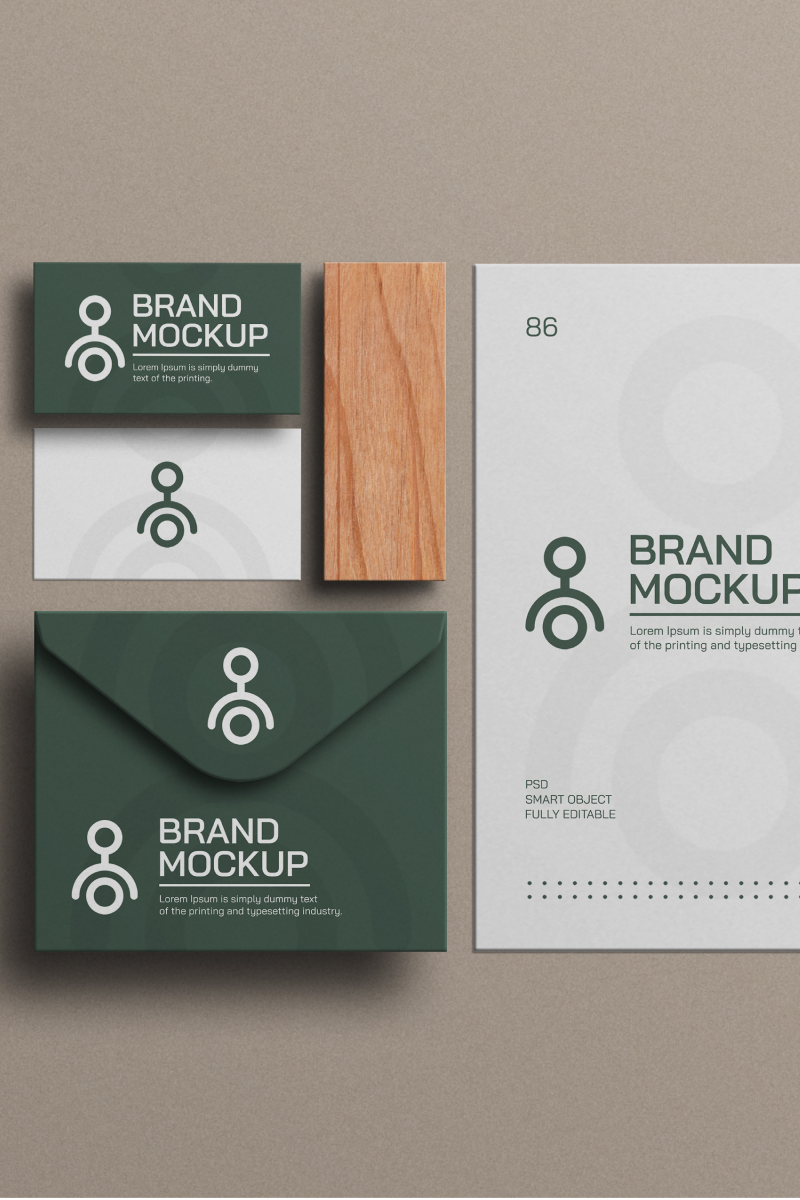 BRAND
MOCKUP
Lorem Ipsum is simply dummy
text of the printing.
86
BRAND
MOCKUP
Lorem Ipsum is simply dummy
of the printing and typesetting
PSD
SMART OBJECT
FULLY EDITABLE
BRAND
MOCKUP
Lorem Ipsum is simply dummy text
of the printing and typesetting industry.